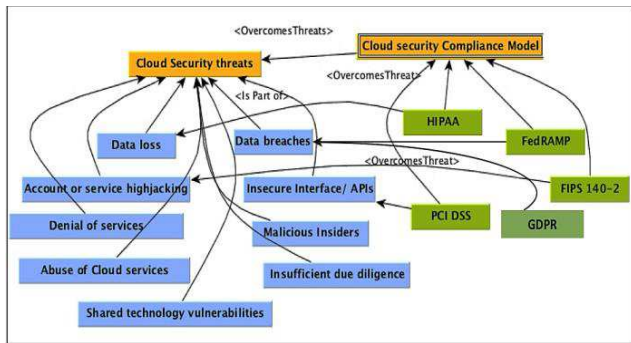 <OvercomesThreats>
Cloud security Compliance Model
Cloud Security threats
<OvercomesThreat>
<Is Part of>
HIPAA
Data loss
Data breaches
FedRAMP
<OvercomesThreat>
Account or service highjacking
Insecure Interface/ APIs
FIPS 140-2
PCI DSS
GDPR
Denial of services
Malicious Insiders
Abuse of Cloud services
Insufficient due diligence
Shared technology vulnerabilities